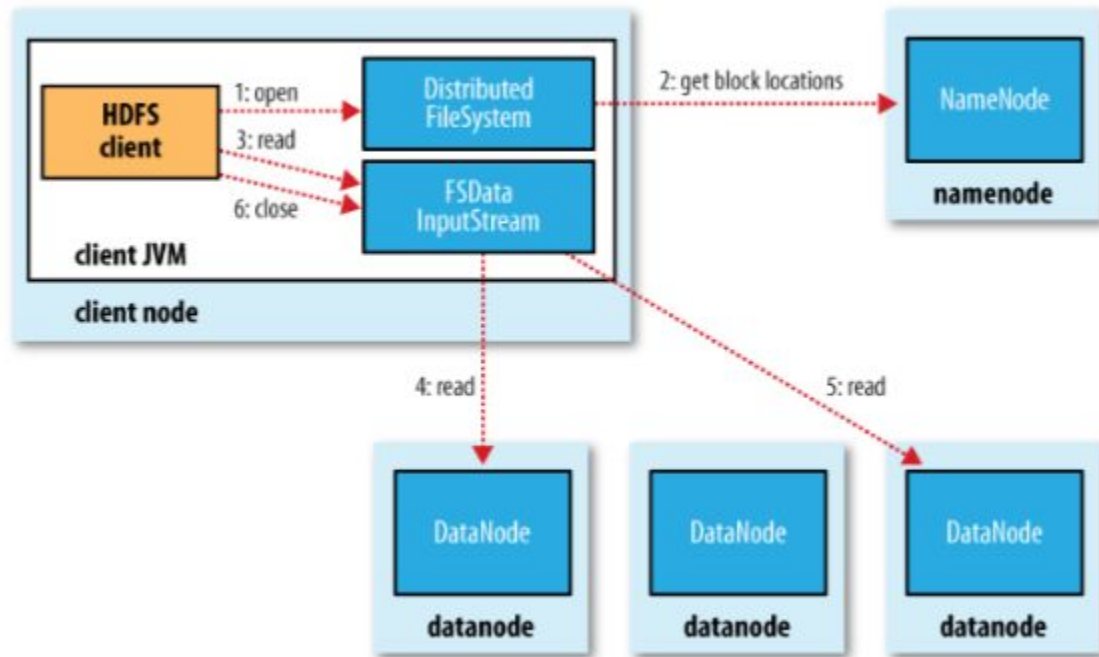 HDFS
client
1: open
3: read
6: close
Distributed
FileSystem
FSData
InputStream
client JVM
client node
2: get block locations
NameNode
namenode
4: read
5: read
DataNode
datanode
DataNode
datanode
DataNode
datanode